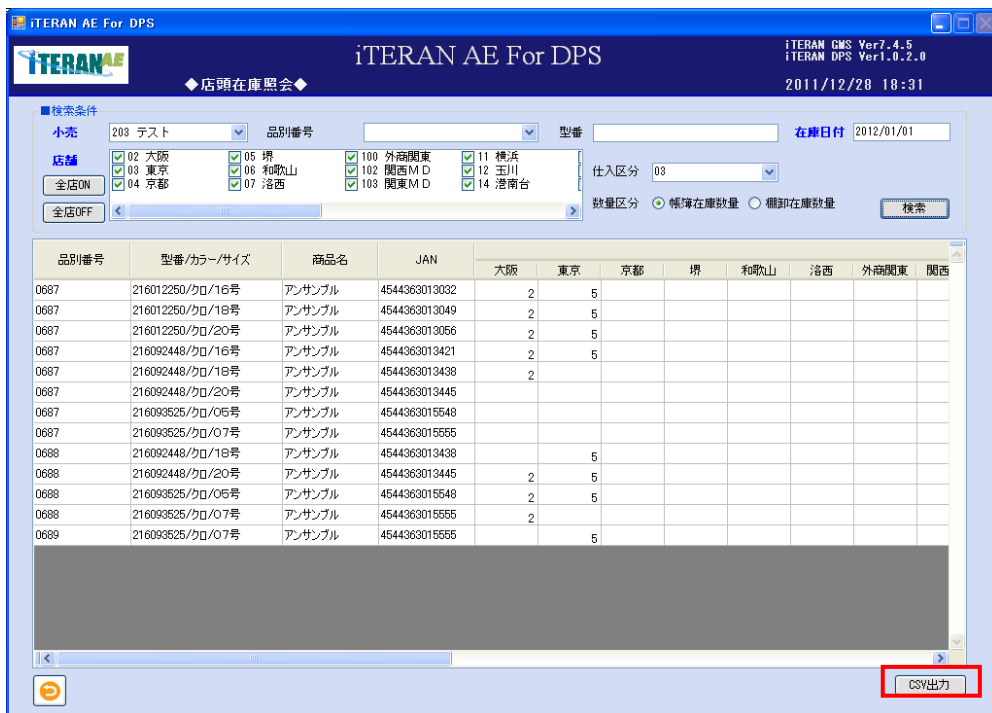 iTERAN AE For DPS
iTERAN AE
iTERAN AE For DPS
iTERAN GMS Ver7.4.5
iTERAN DPS Ver1.0.2.0
◆店頭在庫照会◆
2011/12/28 18:31
■検索条件
小売 203 テスト 品別番号 型番 在庫日付 2012/01/01
店舗 02 大阪 05 堺 100 外商関東 11 横浜
03 東京 06 和歌山 102 関西MD 12 玉川 仕入区分 03
全店ON 04 京都 07 洛西 103 関東MD 14 港南台
全店OFF 数量区分 帳簿在庫数量 棚卸在庫数量 検索
品別番号 型番/カラー/サイズ 商品名 JAN 大阪 東京 京都 堺 和歌山 洛西 外商関東 関西
0687 216012250/クロ/16号 アンサンブル 4544363013032 2 5
0687 216012250/クロ/18号 アンサンブル 4544363013049 2 5
0687 216012250/クロ/20号 アンサンブル 4544363013056 2 5
0687 216092448/クロ/16号 アンサンブル 4544363013421 2 5
0687 216092448/クロ/18号 アンサンブル 4544363013438 2
0687 216092448/クロ/20号 アンサンブル 4544363013445
0687 216093525/クロ/05号 アンサンブル 4544363015548
0687 216093525/クロ/07号 アンサンブル 4544363015555
0688 216092448/クロ/18号 アンサンブル 4544363013438 5
0688 216092448/クロ/20号 アンサンブル 4544363013445 2 5
0688 216093525/クロ/05号 アンサンブル 4544363015548 2 5
0688 216093525/クロ/07号 アンサンブル 4544363015555 2
0689 216093525/クロ/07号 アンサンブル 4544363015555 5
CSV出力